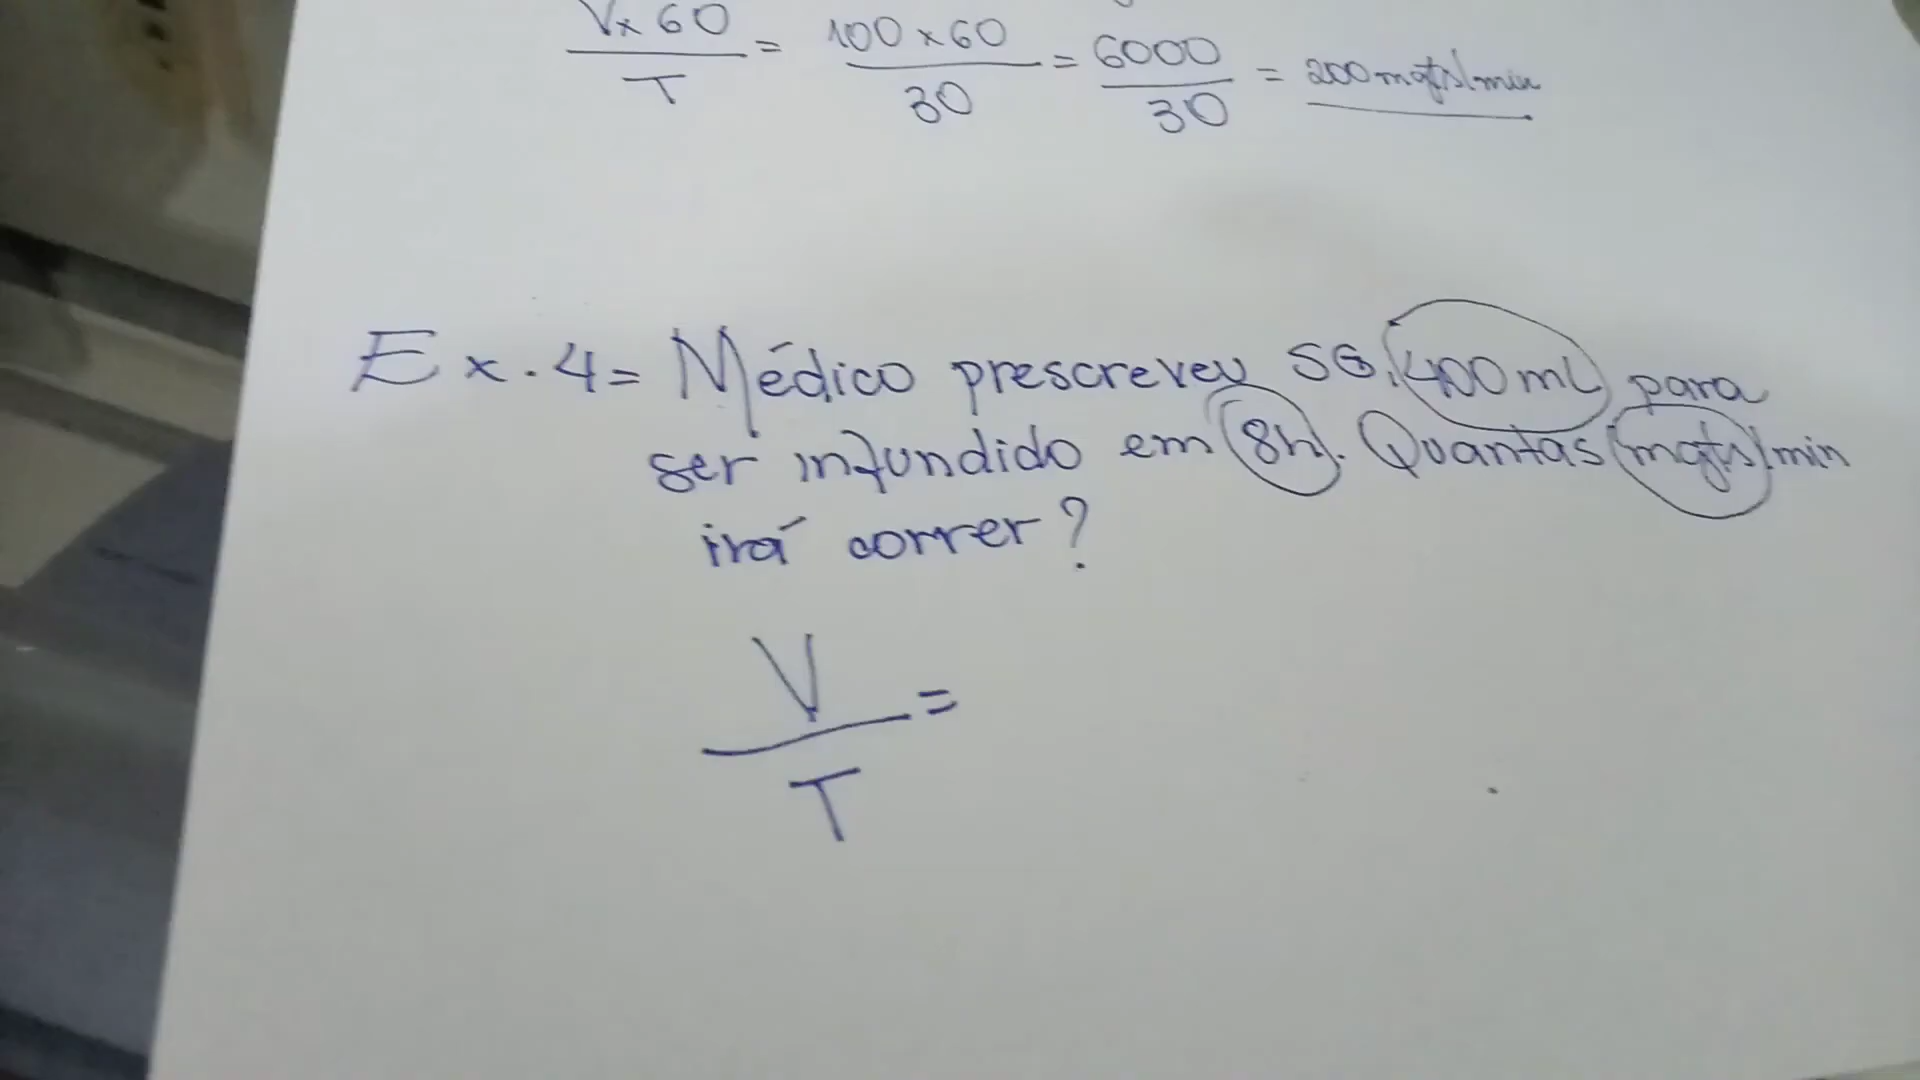 V x 60 / T = 100 x 60 / 30 = 6000 / 30 = 200 mgts/min
Ex. 4 = Médico prescreveu SG, 400 ml para
ser infundido em 8h. Quantas mgts/min
irá correr?
V / T =